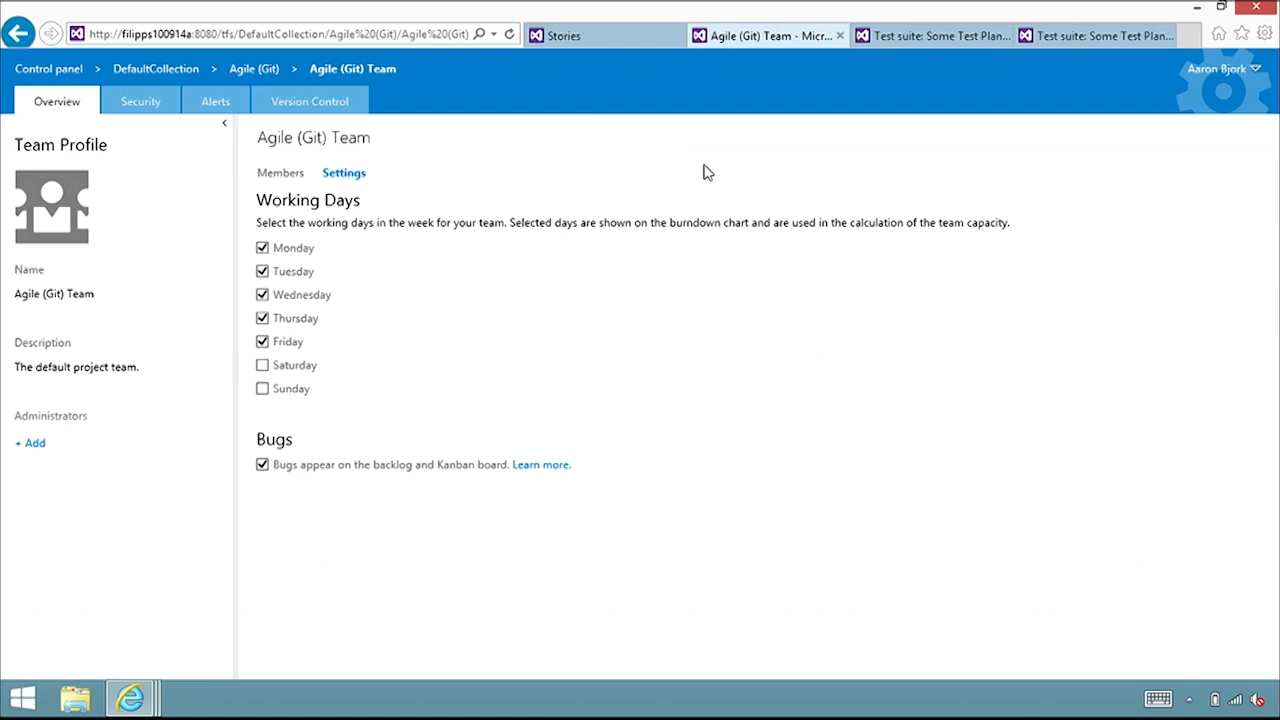 http://filipps100914a:8080/tfs/DefaultCollection/Agile%20(Git)/Agile%20(Git)
Stories
Agile (Git) Team - Micr...
Test suite: Some Test Plan...
Test suite: Some Test Plan...
Control panel > DefaultCollection > Agile (Git) > Agile (Git) Team
Aaron Bjork
Overview
Security
Alerts
Version Control
Team Profile
Name
Agile (Git) Team
Description
The default project team.
Administrators
+ Add
Agile (Git) Team
Members
Settings
Working Days
Select the working days in the week for your team. Selected days are shown on the burndown chart and are used in the calculation of the team capacity.
Monday
Tuesday
Wednesday
Thursday
Friday
Saturday
Sunday
Bugs
Bugs appear on the backlog and Kanban board. Learn more.